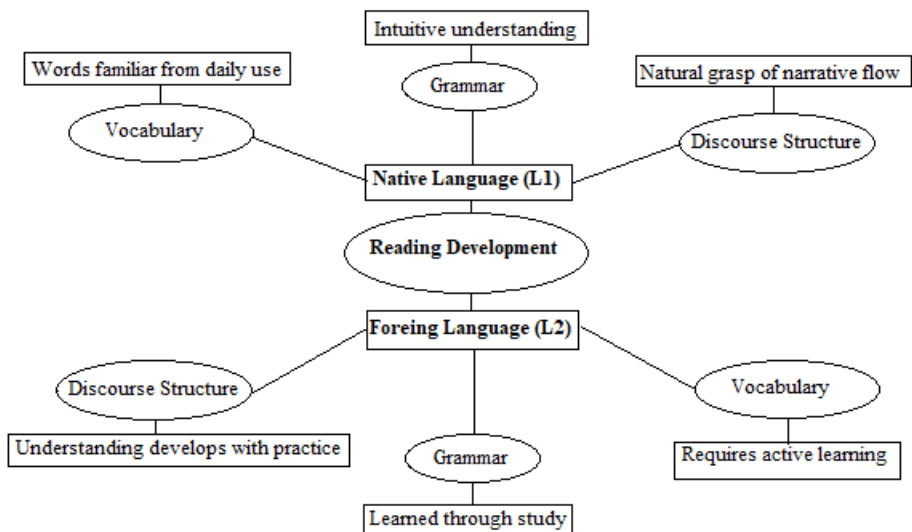 Intuitive understanding
Words familiar from daily use
Natural grasp of narrative flow
Grammar
Vocabulary
Discourse Structure
Native Language (L1)
Reading Development
Foreing Language (L2)
Discourse Structure
Vocabulary
Understanding develops with practice
Grammar
Requires active learning
Learned through study